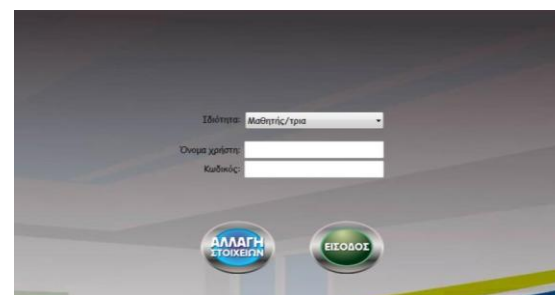 Ιδιότητα: Μαθητής/τρια
Όνομα χρήστη:
Κωδικός:
ΑΛΛΑΓΗ
ΣΤΟΙΧΕΙΩΝ
ΕΙΣΟΔΟΣ